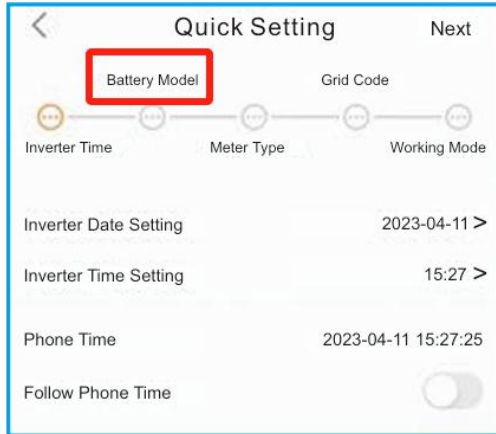 Quick Setting Next
Battery Model Grid Code
Inverter Time Meter Type Working Mode
Inverter Date Setting 2023-04-11 >
Inverter Time Setting 15:27 >
Phone Time 2023-04-11 15:27:25
Follow Phone Time